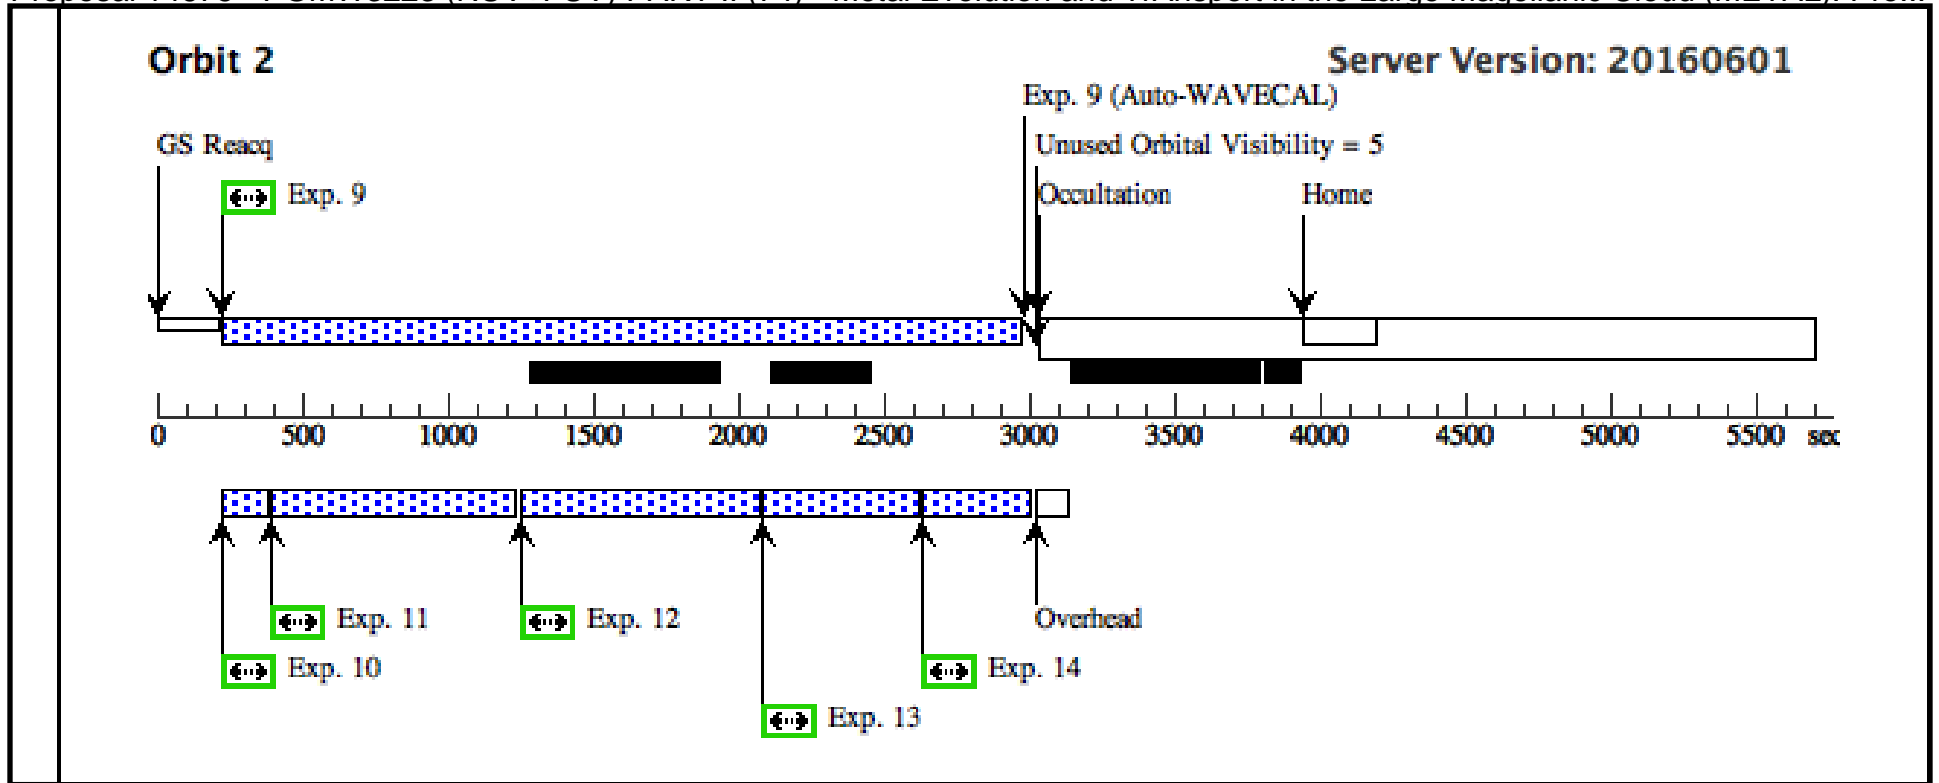 Orbit 2
Server Version: 20160601
Exp. 9 (Auto-WAVECAL)
GS Reacq
Unused Orbital Visibility = 5
Exp. 9
Occultation
Home
0 500 1000 1500 2000 2500 3000 3500 4000 4500 5000 5500 sec
Exp. 11
Exp. 12
Overhead
Exp. 10
Exp. 14
Exp. 13